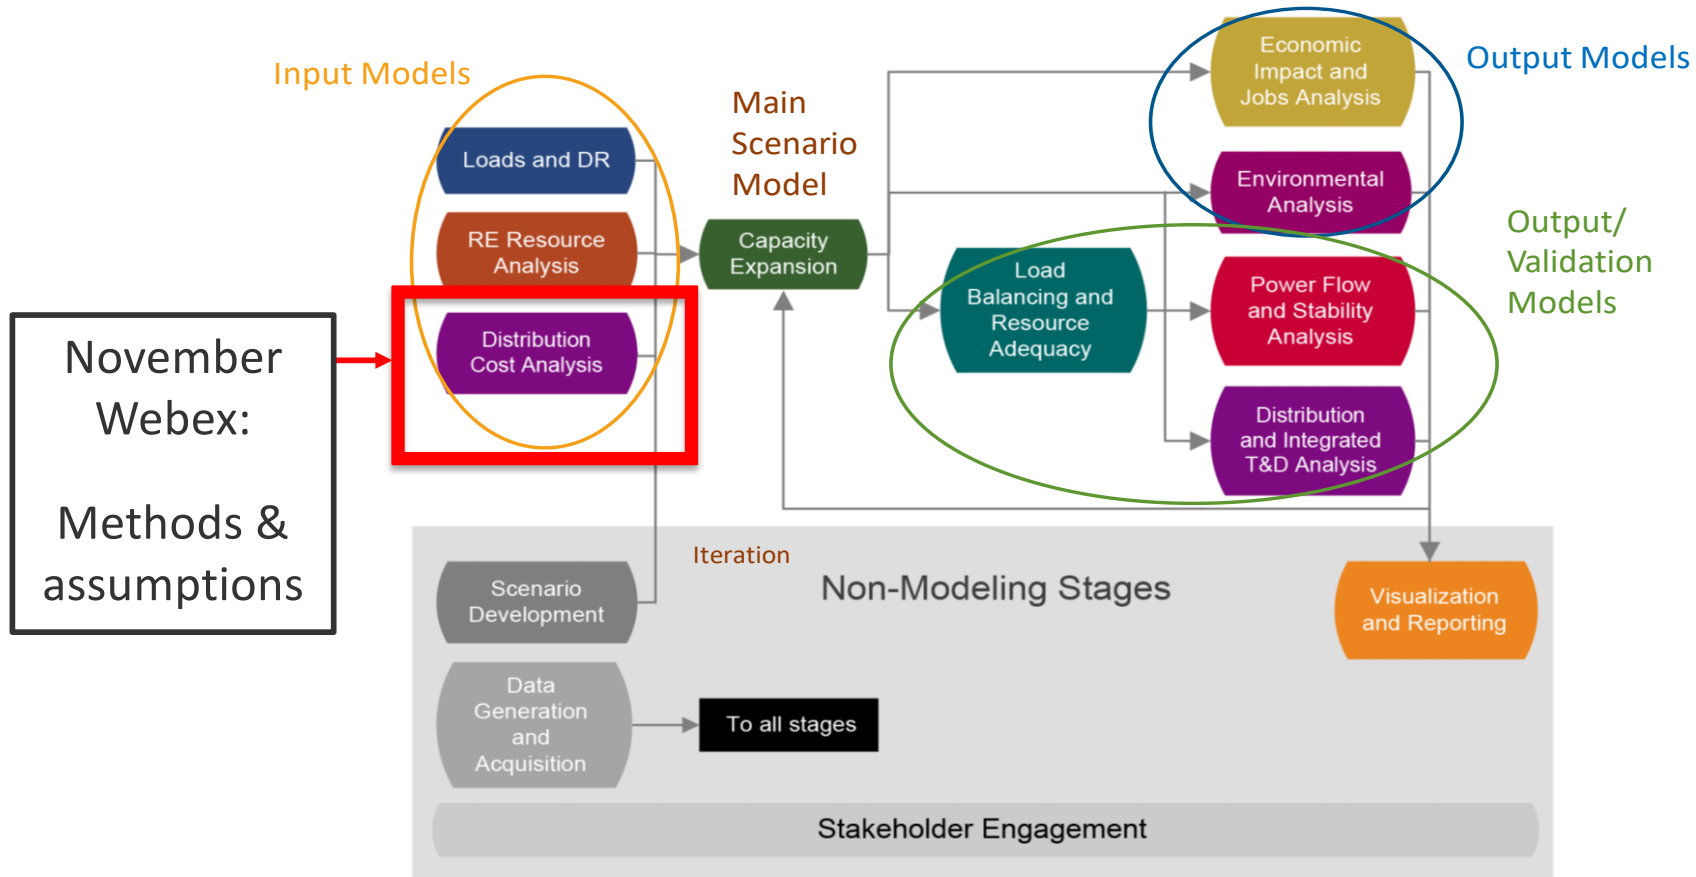 Input Models
Loads and DR
RE Resource
Analysis
Distribution
Cost Analysis
November
Webex:
Methods &
assumptions
Main
Scenario
Model
Capacity
Expansion
Economic
Impact and
Jobs Analysis
Output Models
Environmental
Analysis
Output/
Validation
Models
Load
Balancing and
Resource
Adequacy
Power Flow
and Stability
Analysis
Distribution
and Integrated
T&D Analysis
Iteration
Non-Modeling Stages
Scenario
Development
Visualization
and Reporting
Data
Generation
and
Acquisition
To all stages
Stakeholder Engagement